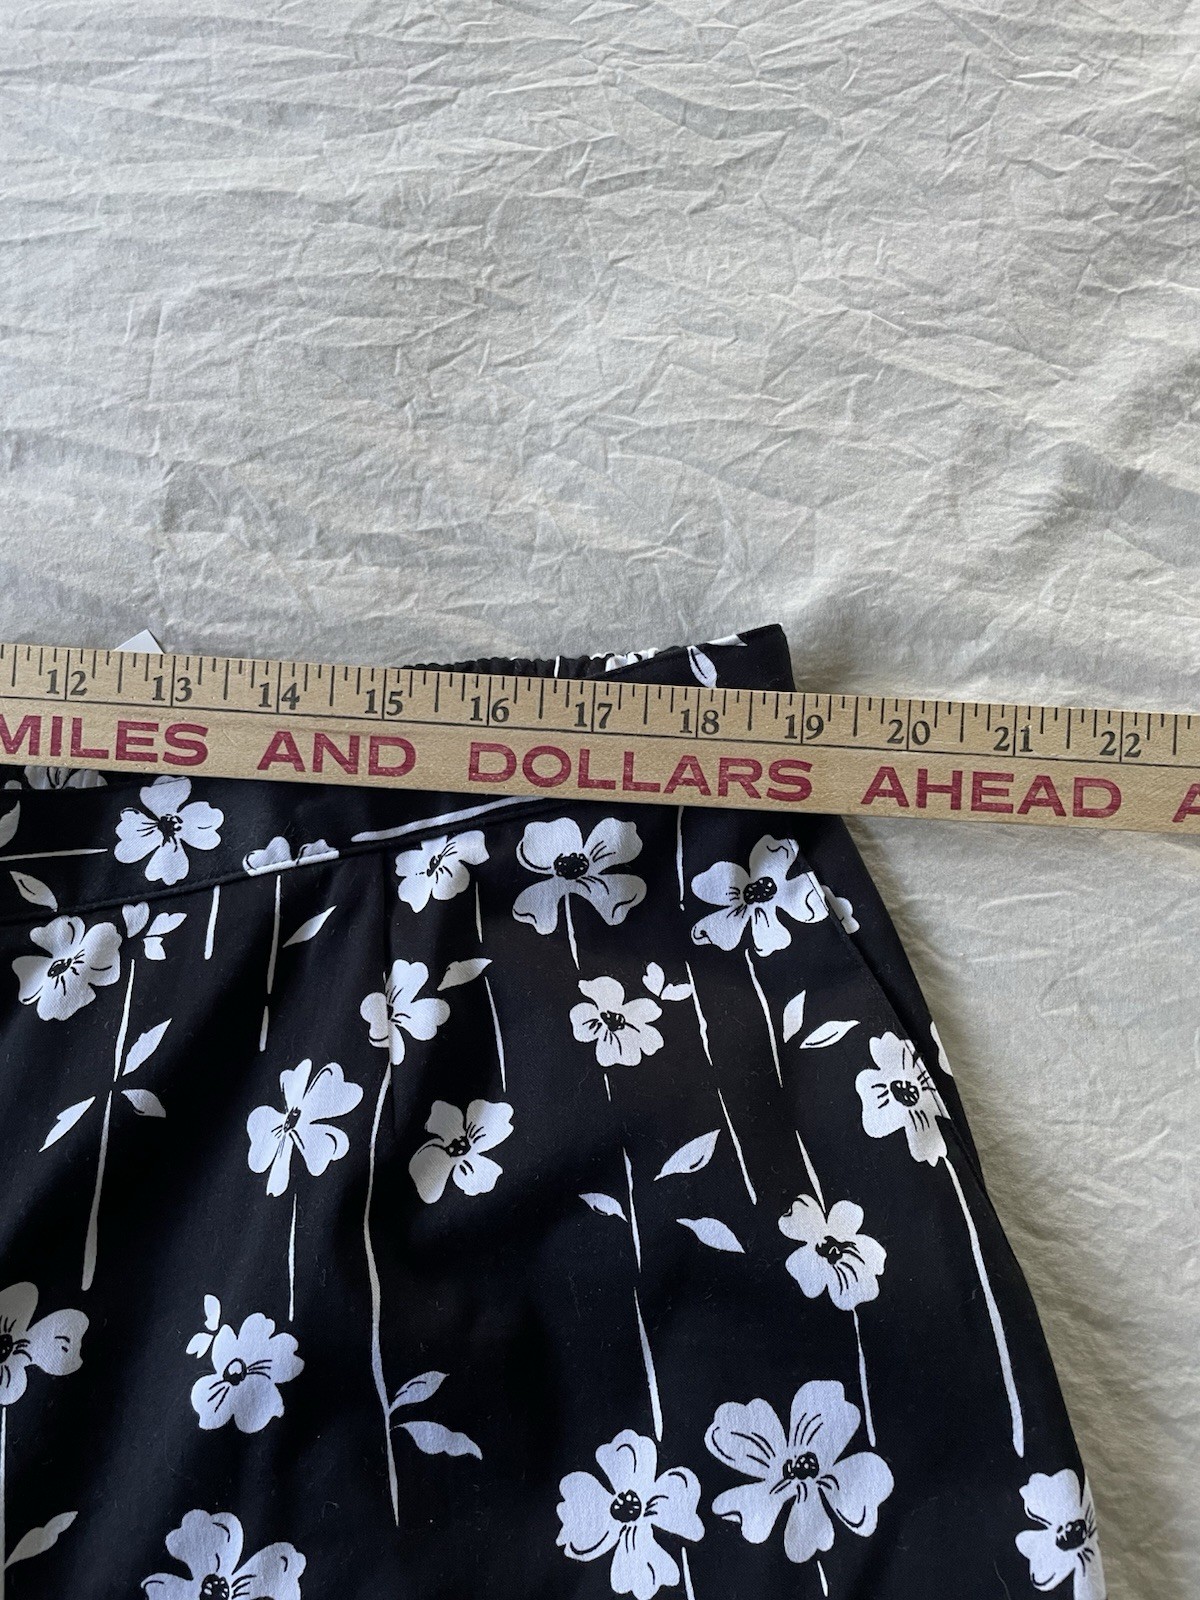 12 13 14 15 16 17 18 19 20 21 22
MILES AND DOLLARS AHEAD